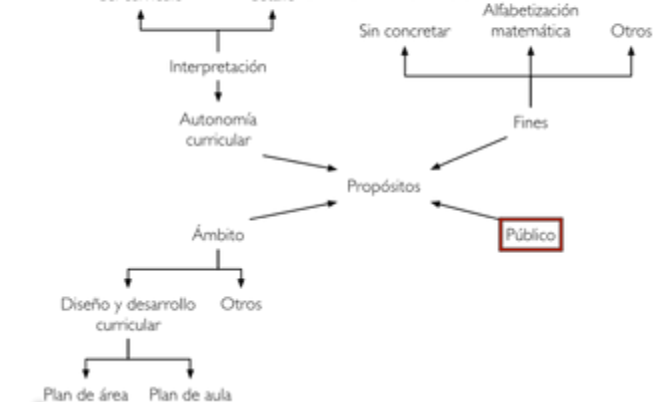 Alfabetización
Sin concretar
matemática
Otros
Interpretación
Autonomía
curricular
Fines
Propósitos
Ámbito
Público
Diseño y desarrollo
curricular
Otros
Plan de área
Plan de aula